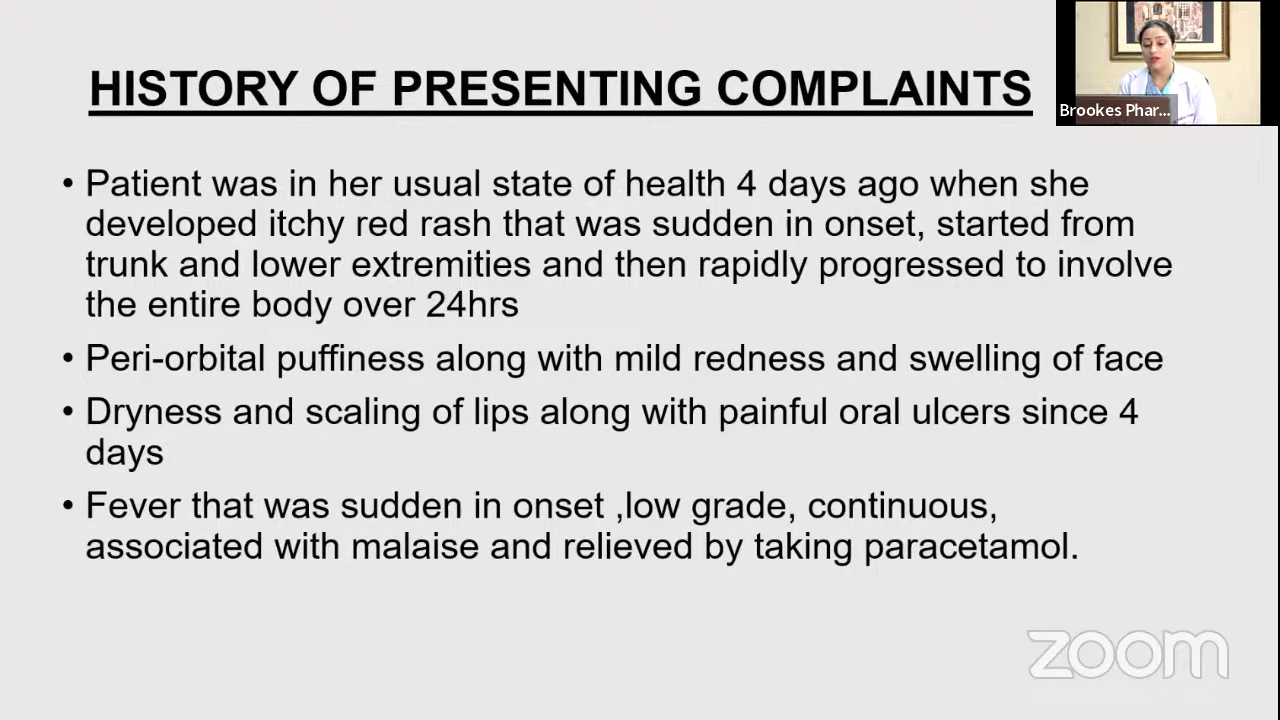 HISTORY OF PRESENTING COMPLAINTS
Brookes Phar...
• Patient was in her usual state of health 4 days ago when she
developed itchy red rash that was sudden in onset, started from
trunk and lower extremities and then rapidly progressed to involve
the entire body over 24hrs
• Peri-orbital puffiness along with mild redness and swelling of face
• Dryness and scaling of lips along with painful oral ulcers since 4
days
• Fever that was sudden in onset ,low grade, continuous,
associated with malaise and relieved by taking paracetamol.
zoom